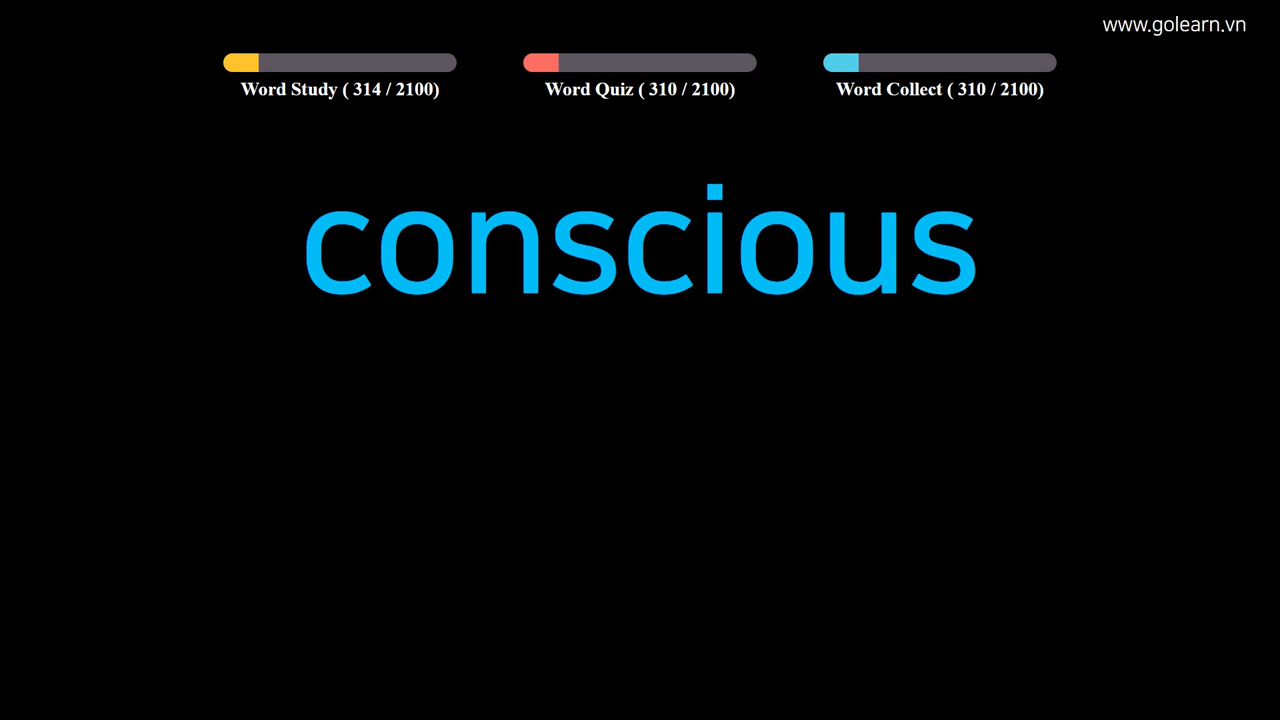 www.golearn.vn
Word Study ( 314 / 2100)
Word Quiz ( 310 / 2100)
Word Collect ( 310 / 2100)
conscious